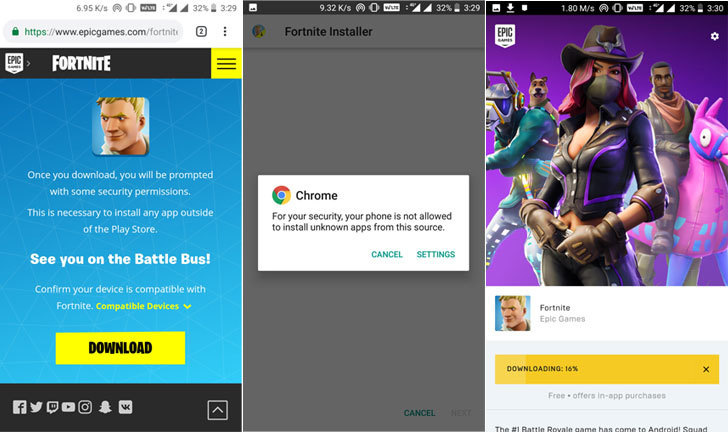 6.95 K/s VoLTE 32% 3:29
https://www.epicgames.com/fortnite 2
EPIC GAMES FORTNITE
Once you download, you will be prompted
with some security permissions.
This is necessary to install any app outside
of the Play Store.
See you on the Battle Bus!
Confirm your device is compatible with
Fortnite. Compatible Devices
DOWNLOAD
9.32 K/s VoLTE 32% 3:29
Fortnite Installer
Chrome
For your security, your phone is not allowed
to install unknown apps from this source.
CANCEL SETTINGS
CANCEL NEXT
1.80 M/s VoLTE 32% 3:30
EPIC GAMES
Fortnite
Epic Games
DOWNLOADING: 16%
Free • offers in-app purchases
The #1 Battle Royale game has come to Android! Squad